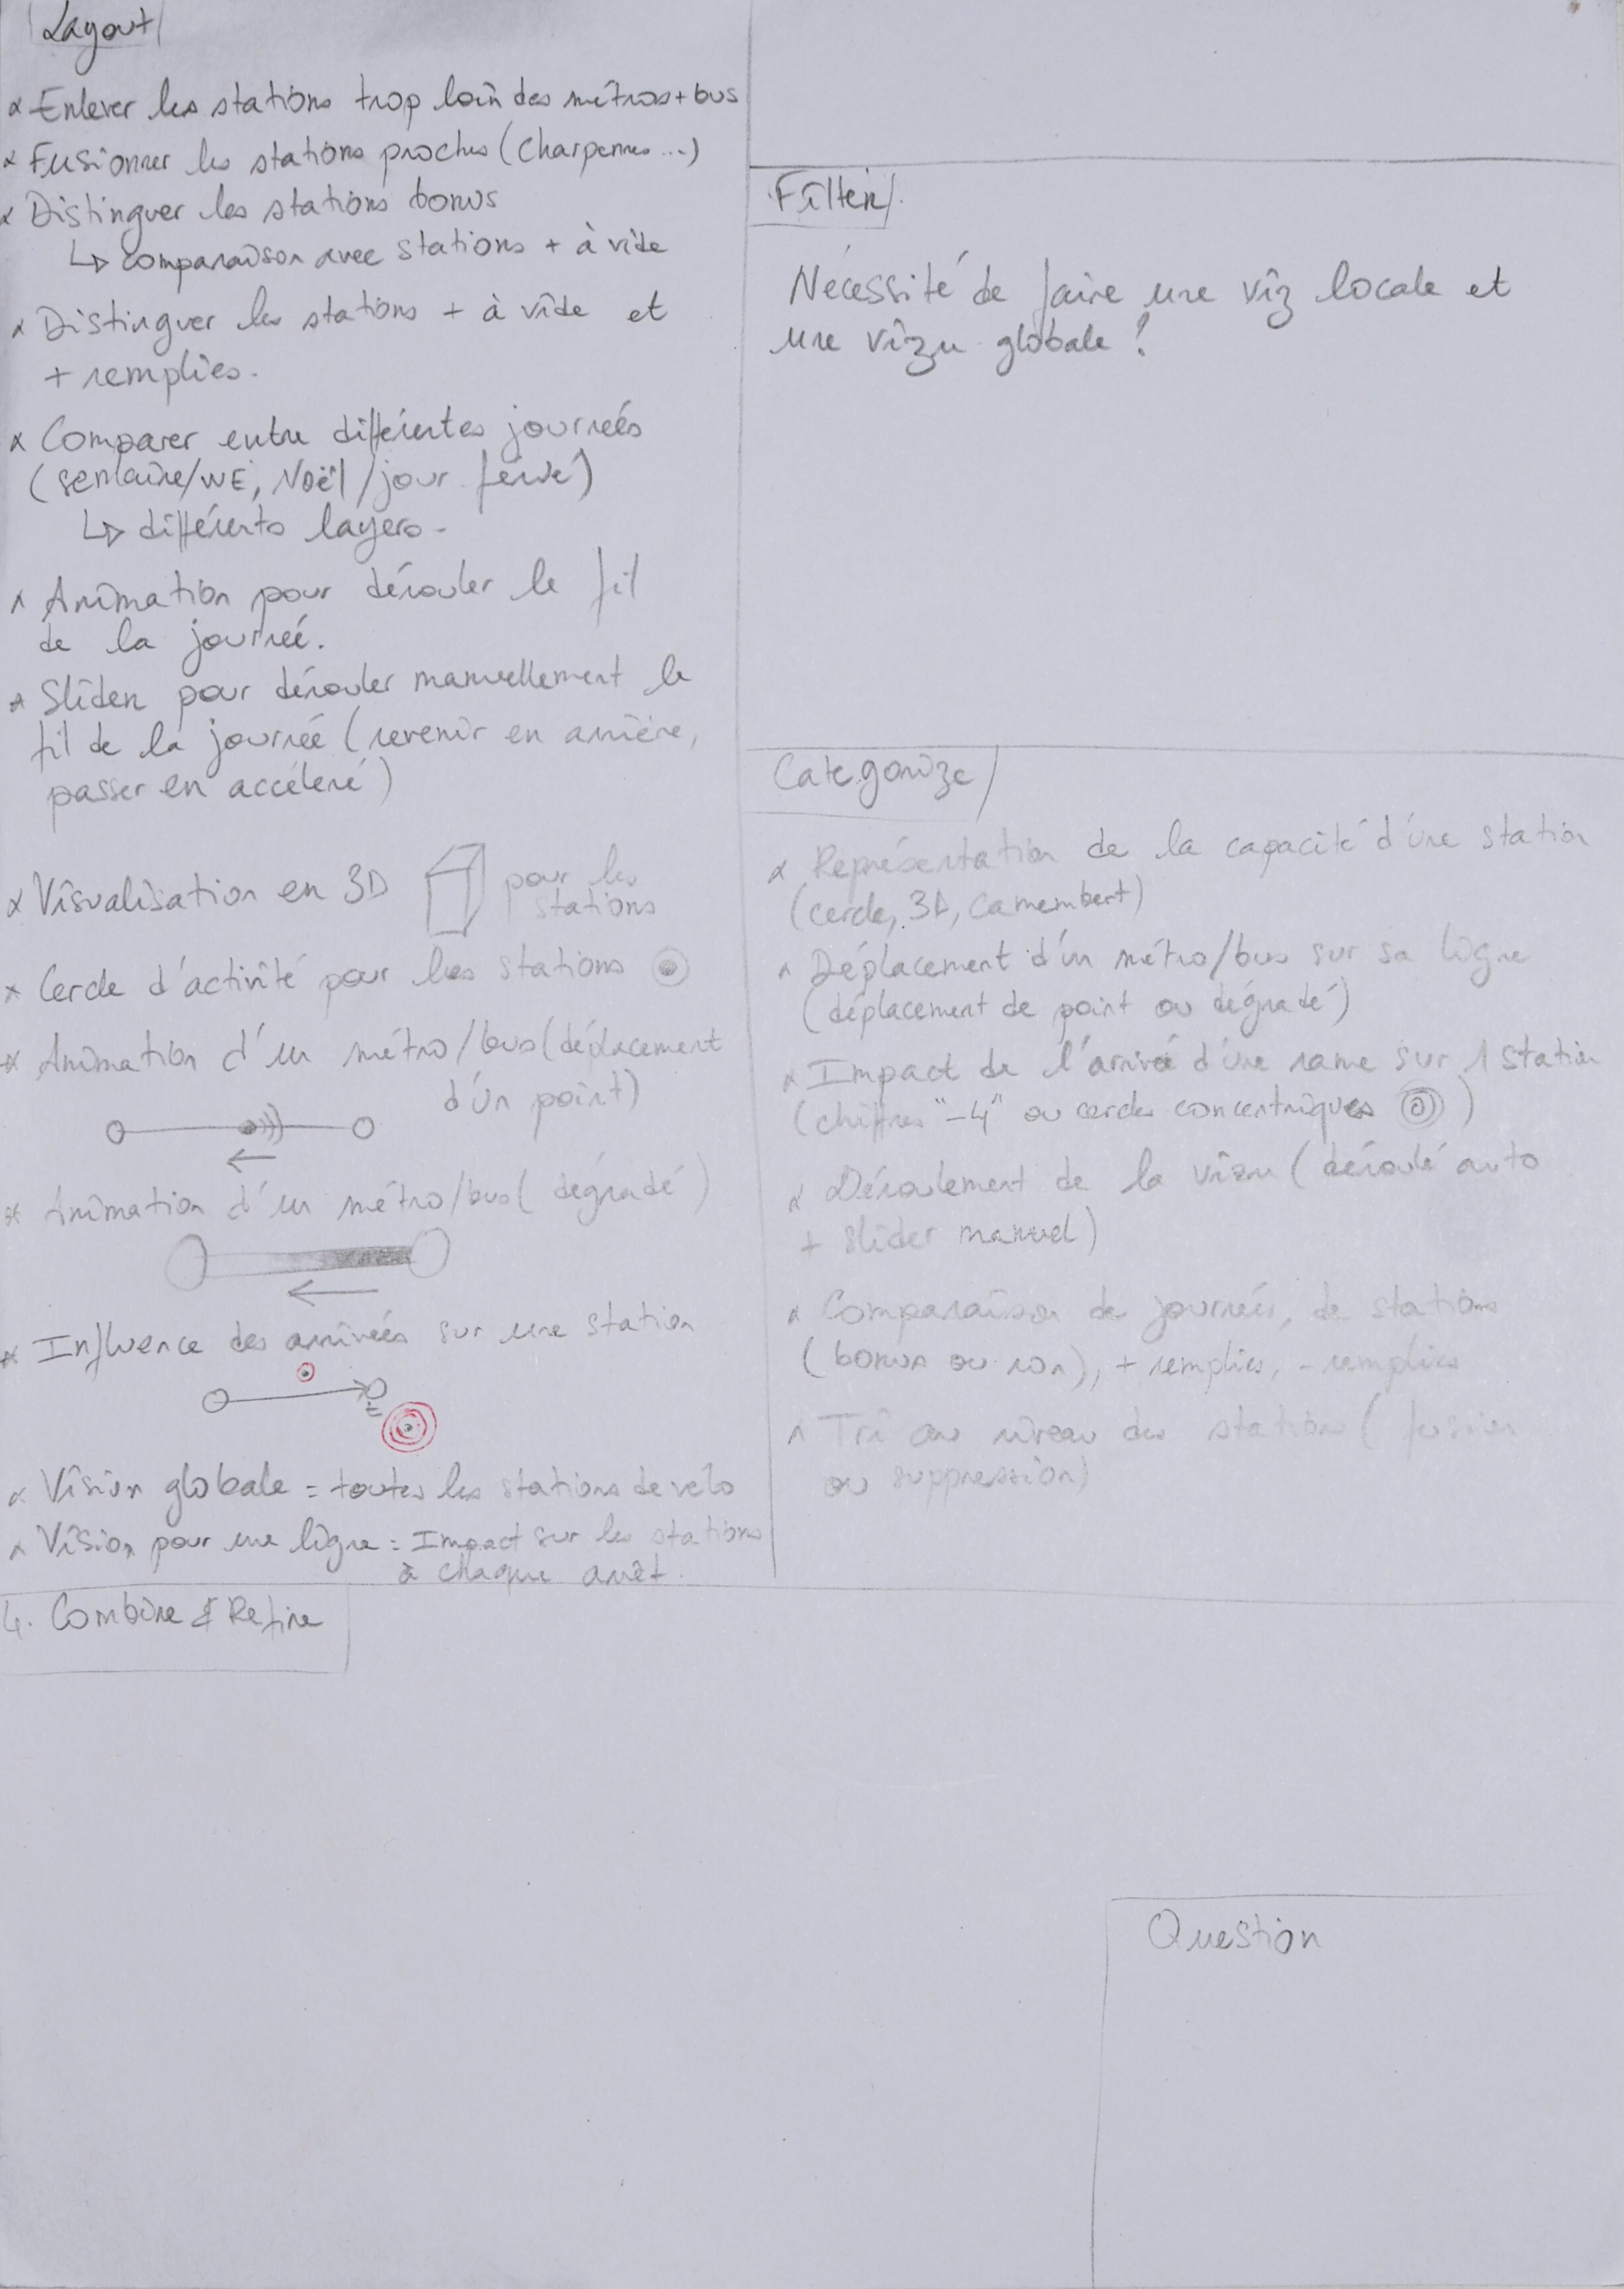 Layout
* Enlever les stations trop loin des métros + bus
* Fusionner les stations proches (Charpennes ...)
* Distinguer les stations bonus
↳ comparaison avec stations + à vide
* Distinguer les stations + à vide et
+ remplies.
* Comparer entre différentes journées
(semaine/WE, Noël/jour férié)
↳ différents layers.
* Animation pour dérouler le fil
de la journée.
* Slider pour dérouler manuellement le
fil de la journée (revenir en arrière,
passer en accéléré)
* Visualisation en 3D pour les
stations
* Cercle d'activité pour les stations
* Animation d'un métro/bus (déplacement
d'un point)
* Animation d'un métro/bus (dégradé)
* Influence des arrivées sur une station
* Vision globale = toutes les stations de vélo
* Vision pour une ligne = Impact sur les stations
à chaque arrêt.
Filter
Nécessité de faire une viz locale et
une vizu globale ?
Categorize
* Représentation de la capacité d'une station
(cercle, 3D, camembert)
* Déplacement d'un métro/bus sur sa ligne
(déplacement de point ou dégradé)
* Impact de l'arrivée d'une rame sur 1 station
(chiffres "-4" ou cercles concentriques)
* Déroulement de la vizu (déroulé auto
+ slider manuel)
* Comparaison de journées, de stations
(bonus ou non), + remplies, - remplies
* Tri au niveau des stations (fusion
ou suppression)
4. Combine & Refine
Question